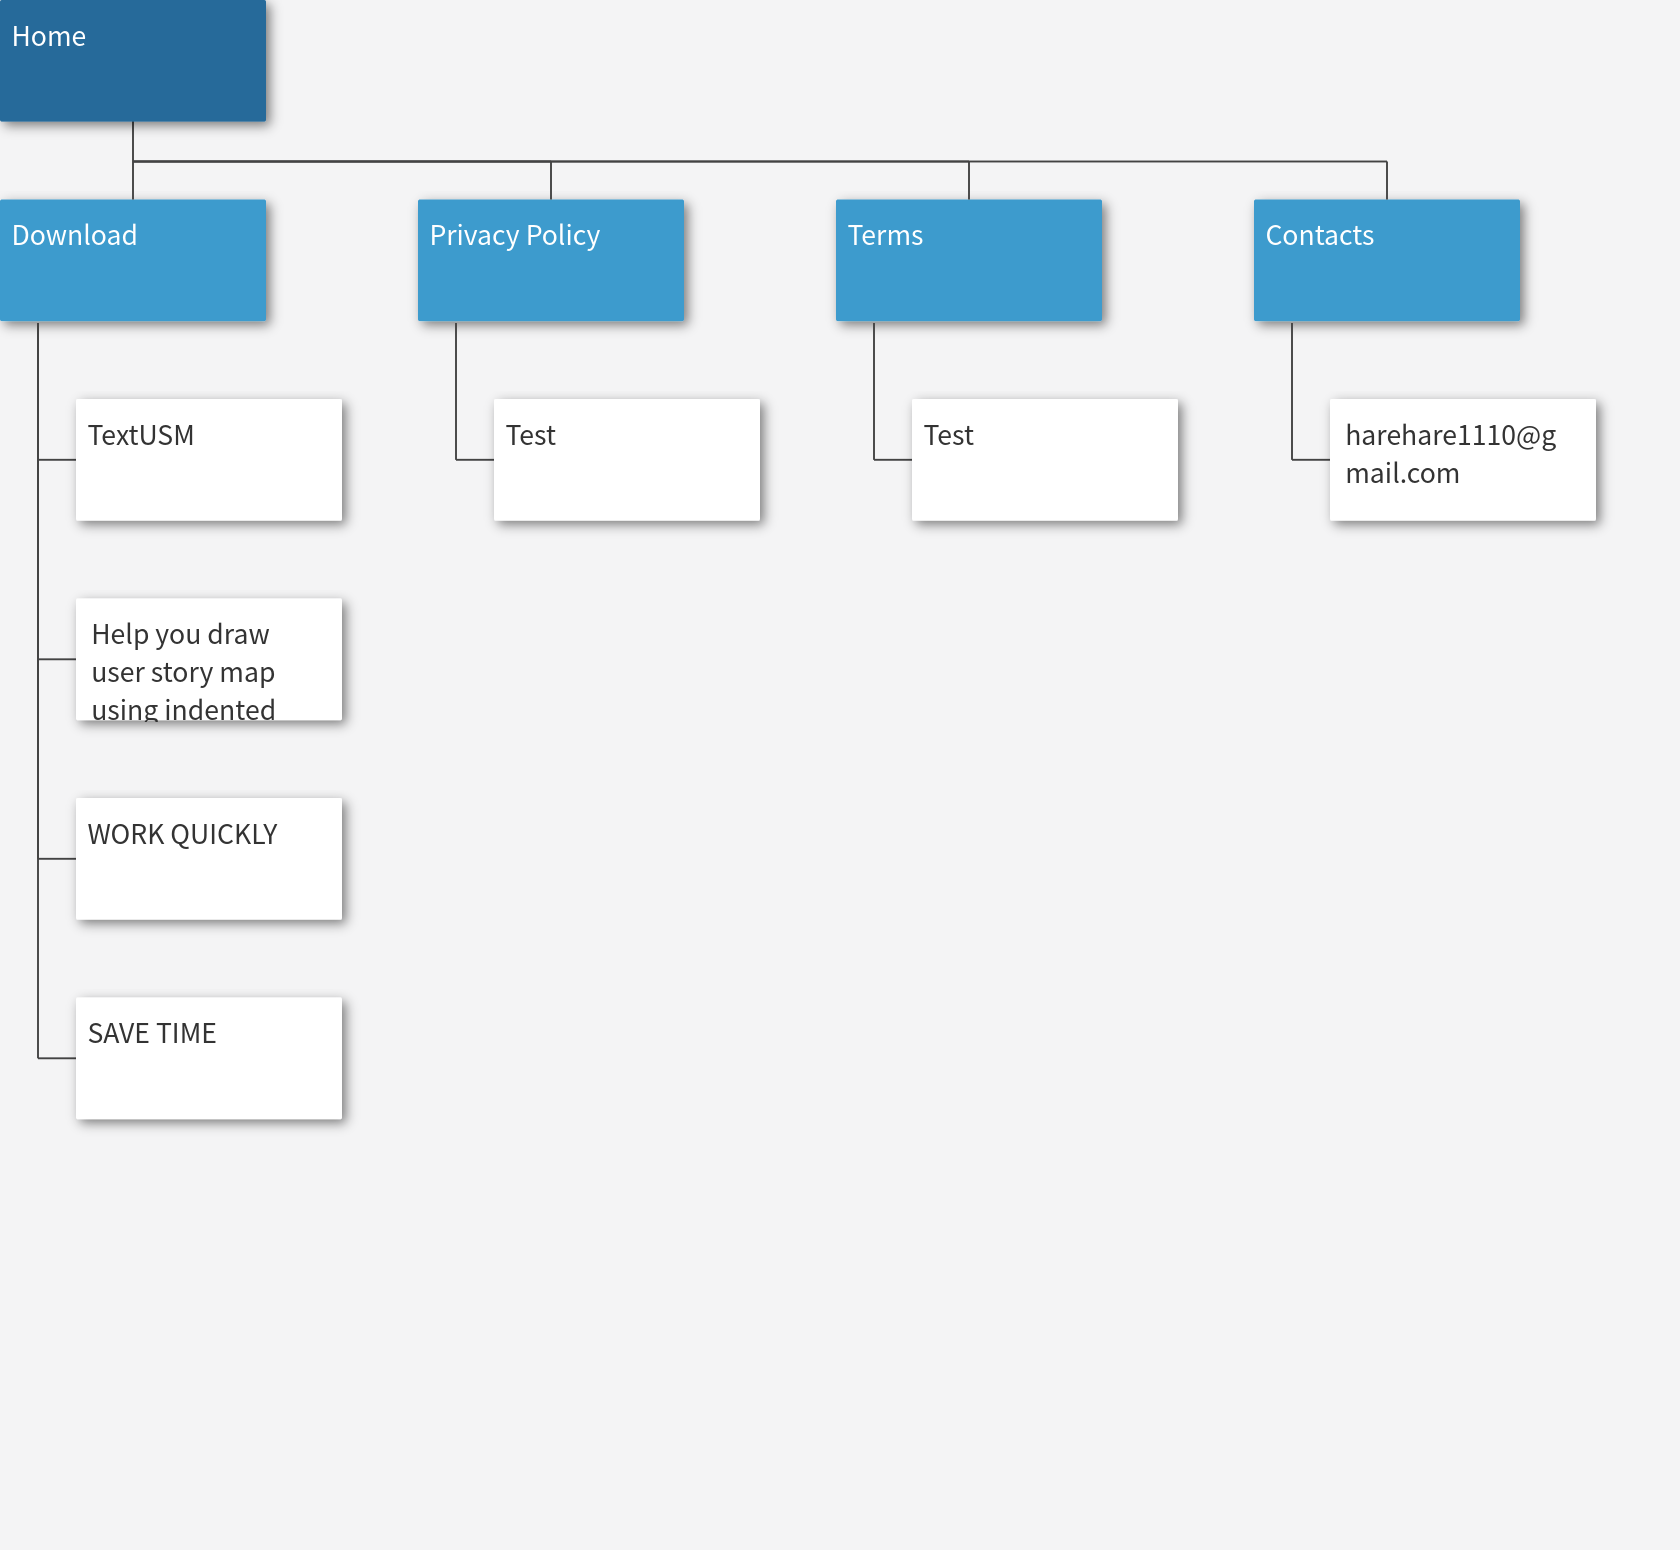 Home
Download
Privacy Policy
Terms
Contacts
TextUSM
Test
Test
harehare1110@g
mail.com
Help you draw
user story map
using indented
WORK QUICKLY
SAVE TIME